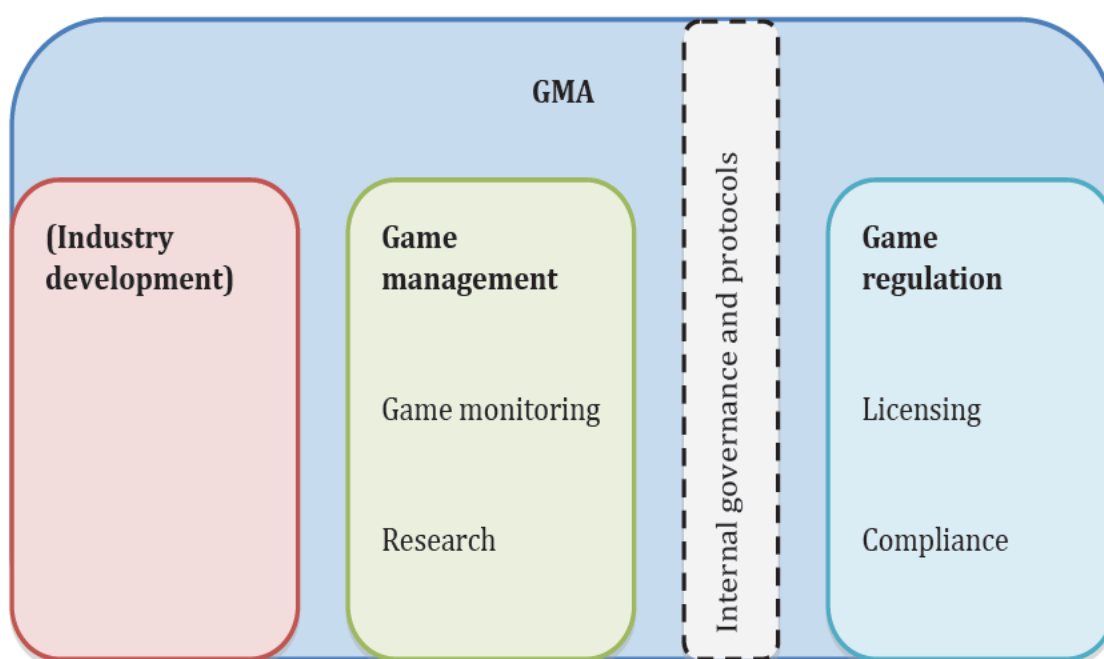 GMA
(Industry
development)
Game
management
Game monitoring
Research
Internal governance and protocols
Game
regulation
Licensing
Compliance